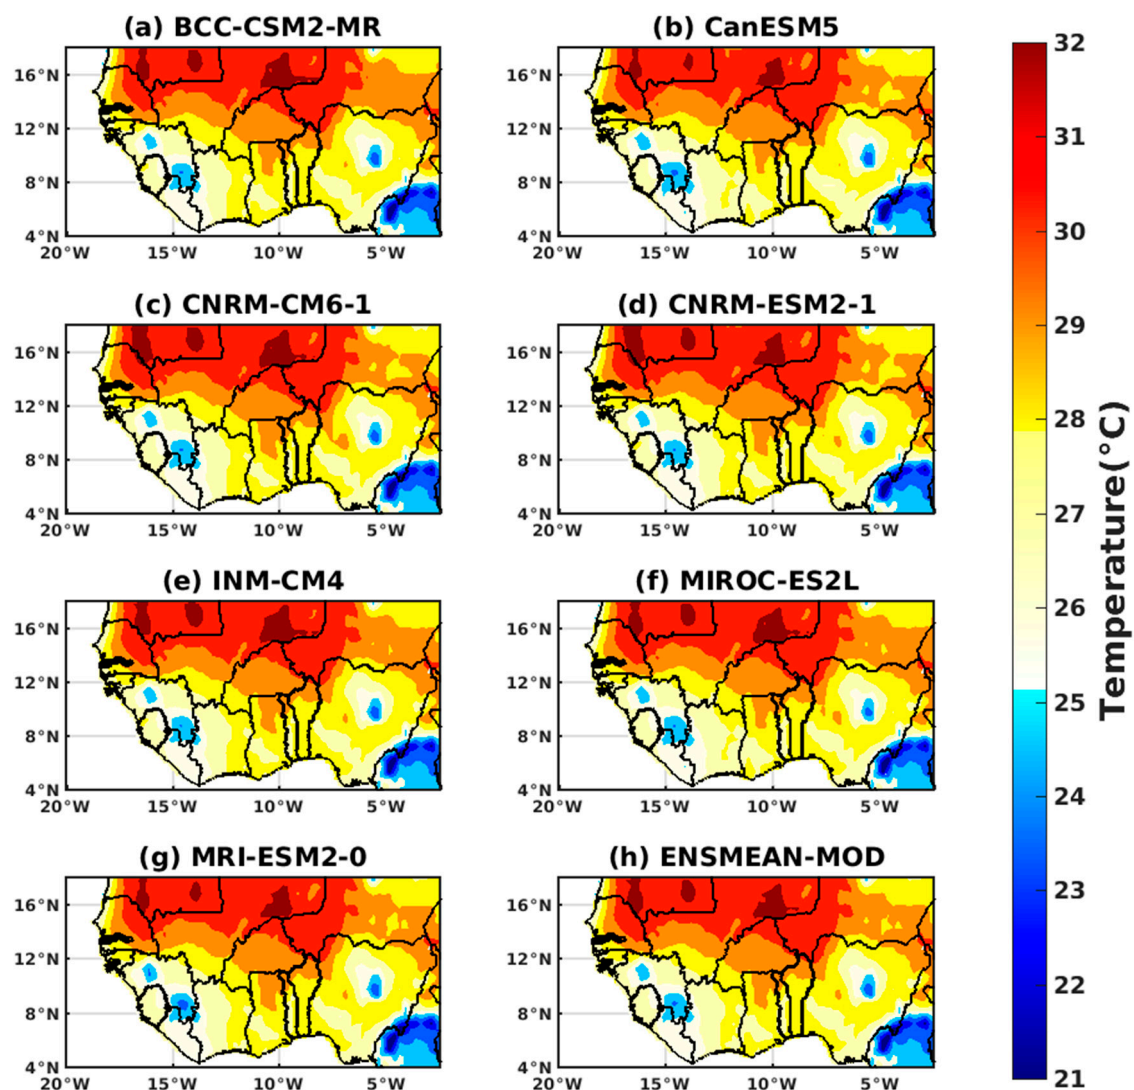 (a) BCC-CSM2-MR
(b) CanESM5
16°N
12°N
8°N
4°N
20°W 15°W 10°W 5°W
16°N
12°N
8°N
4°N
20°W 15°W 10°W 5°W
(c) CNRM-CM6-1
(d) CNRM-ESM2-1
16°N
12°N
8°N
4°N
20°W 15°W 10°W 5°W
16°N
12°N
8°N
4°N
20°W 15°W 10°W 5°W
(e) INM-CM4
(f) MIROC-ES2L
16°N
12°N
8°N
4°N
20°W 15°W 10°W 5°W
16°N
12°N
8°N
4°N
20°W 15°W 10°W 5°W
(g) MRI-ESM2-0
(h) ENSMEAN-MOD
16°N
12°N
8°N
4°N
20°W 15°W 10°W 5°W
16°N
12°N
8°N
4°N
20°W 15°W 10°W 5°W
32
31
30
29
28
27
26
25
24
23
22
21
Temperature(°C)